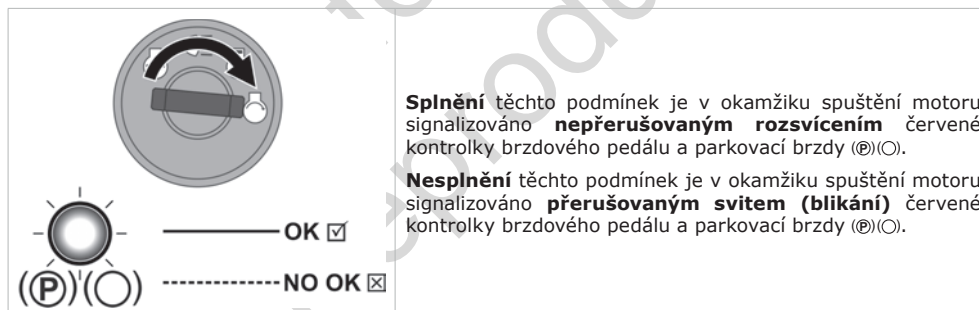 Splnění těchto podmínek je v okamžiku spuštění motoru
signalizováno nepřerušovaným rozsvícením červené
kontrolky brzdového pedálu a parkovací brzdy (Ⓟ)(◯).
Nesplnění těchto podmínek je v okamžiku spuštění motoru
signalizováno přerušovaným svitem (blikání) červené
kontrolky brzdového pedálu a parkovací brzdy (Ⓟ)(◯).
OK ☑
(Ⓟ)(◯) NO OK ☒